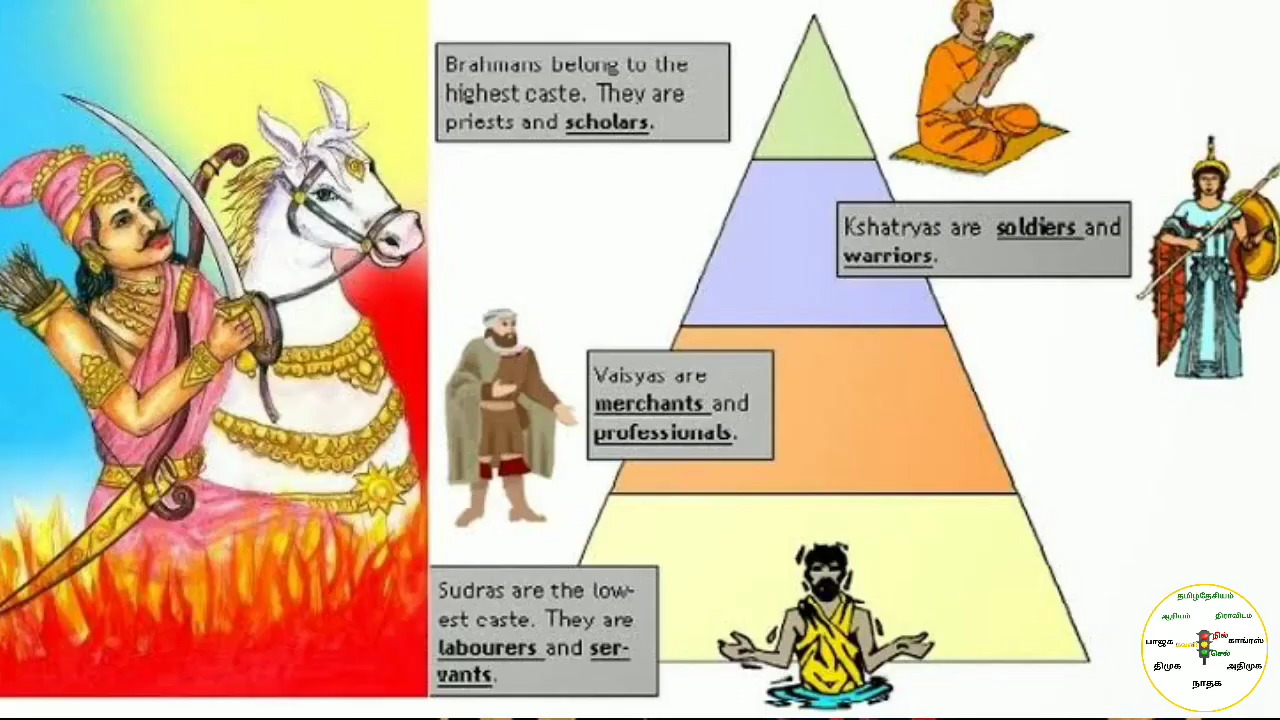 Brahmans belong to the
highest caste. They are
priests and scholars.
Kshatryas are soldiers and
warriors.
Vaisyas are
merchants and
professionals.
Sudras are the low-
est caste. They are
labourers and ser-
vants.
தமிழ்தேசியம்
ஆரியம் திராவிடம்
நில்
பாஜக காங்ரஸ்
செல்
திமுக அதிமுக
நாதக